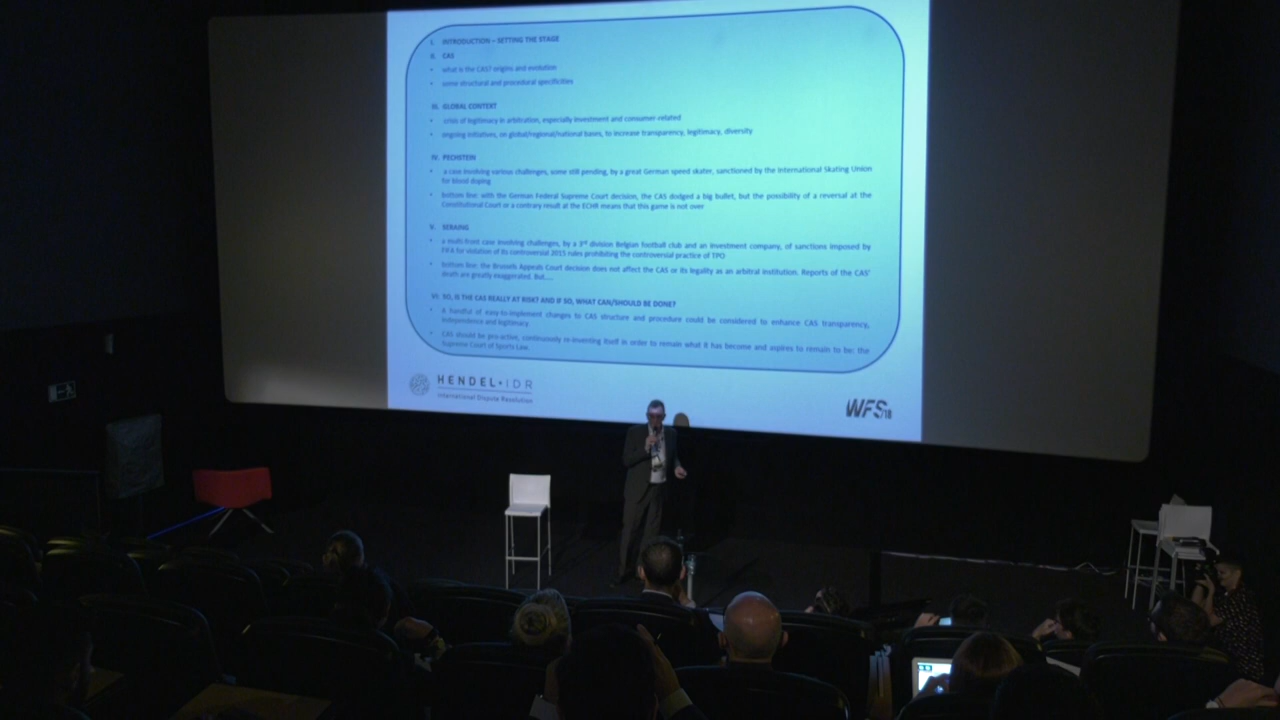 I. INTRODUCTION – SETTING THE STAGE
II. CAS
• what is the CAS? origins and evolution
• some structural and procedural specificities
III. GLOBAL CONTEXT
• crisis of legitimacy in arbitration, especially investment and consumer-related
• ongoing initiatives, on global/regional/national bases, to increase transparency, legitimacy, diversity
IV. PECHSTEIN
• a case involving various challenges, some still pending, by a great German speed skater, sanctioned by the International Skating Union
for blood doping
• bottom line: with the German Federal Supreme Court decision, the CAS dodged a big bullet, but the possibility of a reversal at the
Constitutional Court or a contrary result at the ECHR means that this game is not over
V. SERAING
• a multi-front case involving challenges, by a 3rd division Belgian football club and an investment company, of sanctions imposed by
FIFA for violation of its controversial 2015 rules prohibiting the controversial practice of TPO
• bottom line: the Brussels Appeals Court decision does not affect the CAS or its legality as an arbitral institution. Reports of the CAS'
death are greatly exaggerated. But....
VI. SO, IS THE CAS REALLY AT RISK? AND IF SO, WHAT CAN/SHOULD BE DONE?
• A handful of easy-to-implement changes to CAS structure and procedure could be considered to enhance CAS transparency,
independence and legitimacy.
• CAS should be pro-active, continuously re-inventing itself in order to remain what it has become and aspires to remain to be: the
Supreme Court of Sports Law.
HENDEL • IDR
International Dispute Resolution
WFS18